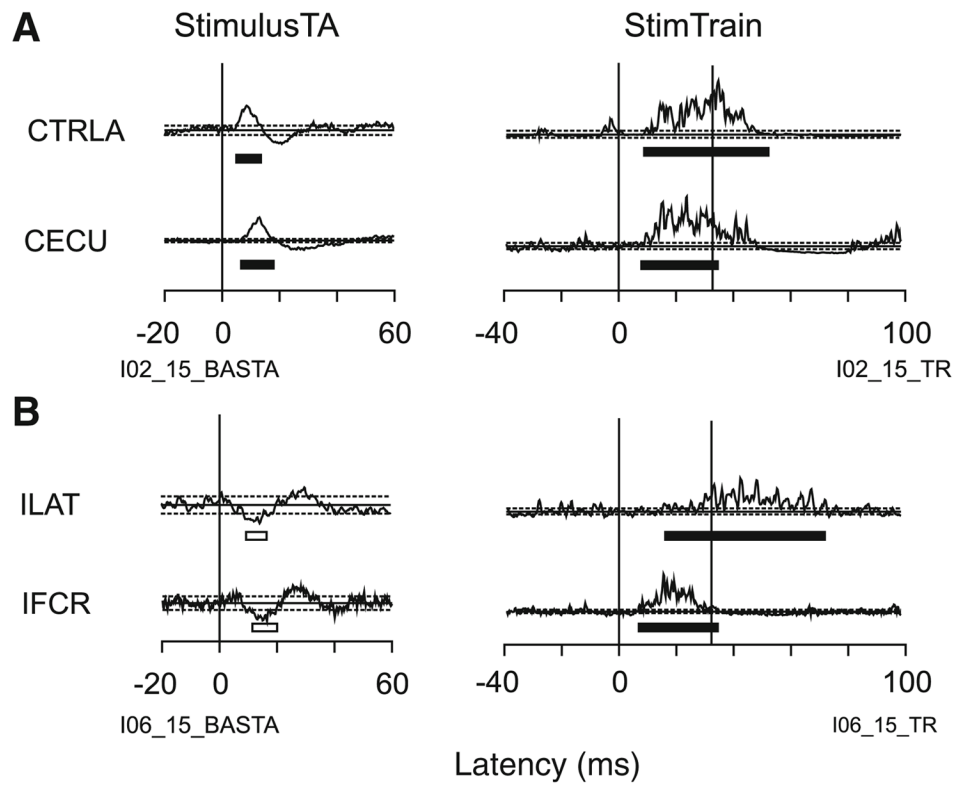 A
StimulusTA StimTrain
CTRLA
CECU
-20 0 60 -40 0 100
I02_15_BASTA I02_15_TR
B
ILAT
IFCR
-20 0 60 -40 0 100
I06_15_BASTA I06_15_TR
Latency (ms)